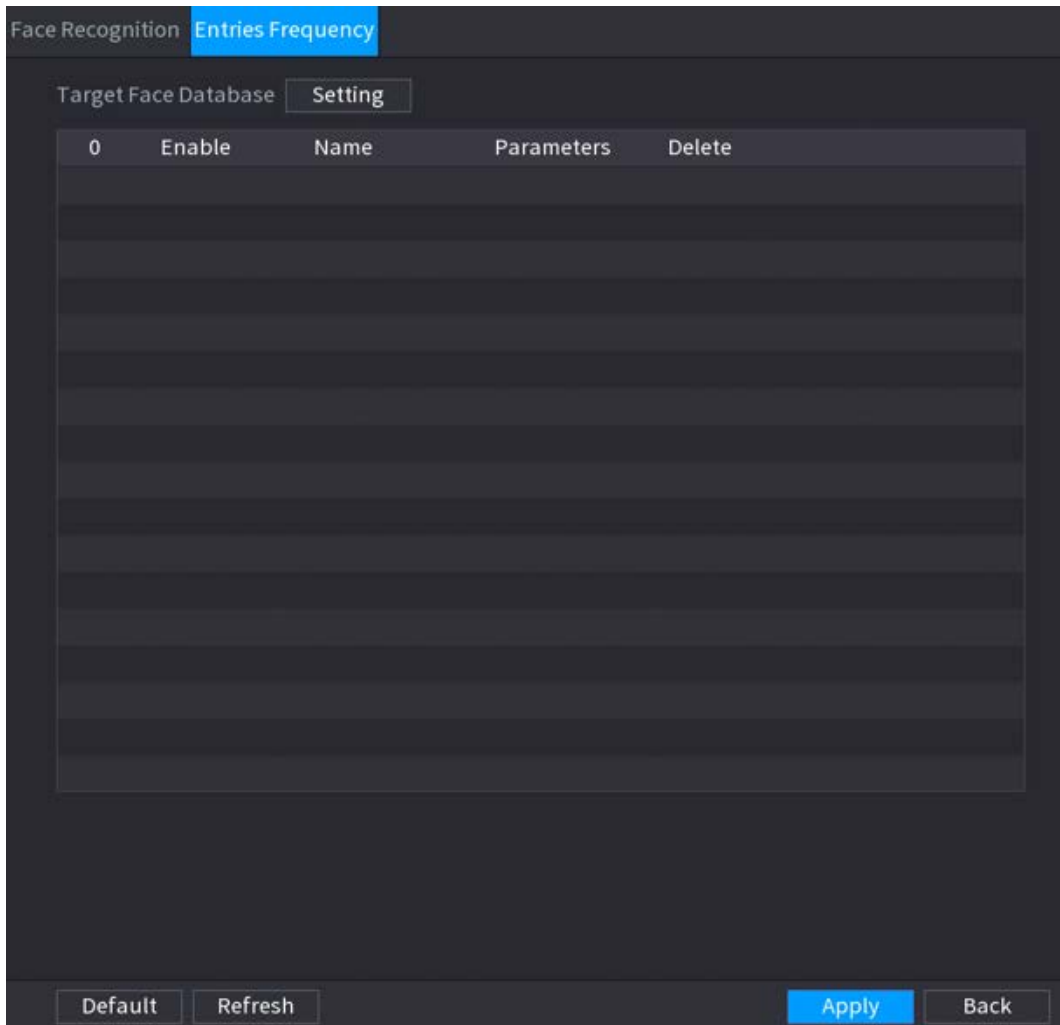 Face Recognition Entries Frequency
Target Face Database Setting
0 Enable Name Parameters Delete
Default Refresh Apply Back